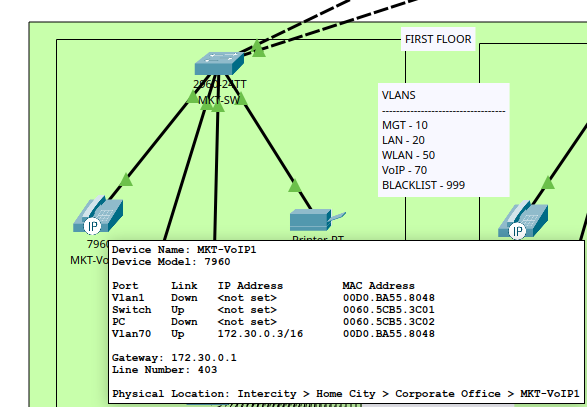 FIRST FLOOR
2960-24TT
MKT-SW
VLANS
MGT - 10
LAN - 20
WLAN - 50
VoIP - 70
BLACKLIST - 999
IP
IP
7960
MKT-Vo
Printer-PT
Device Name: MKT-VoIP1
Device Model: 7960
Port Link IP Address MAC Address
Vlan1 Down <not set> 00D0.BA55.8048
Switch Up <not set> 0060.5CB5.3C01
PC Down <not set> 0060.5CB5.3C02
Vlan70 Up 172.30.0.3/16 00D0.BA55.8048
Gateway: 172.30.0.1
Line Number: 403
Physical Location: Intercity > Home City > Corporate Office > MKT-VoIP1